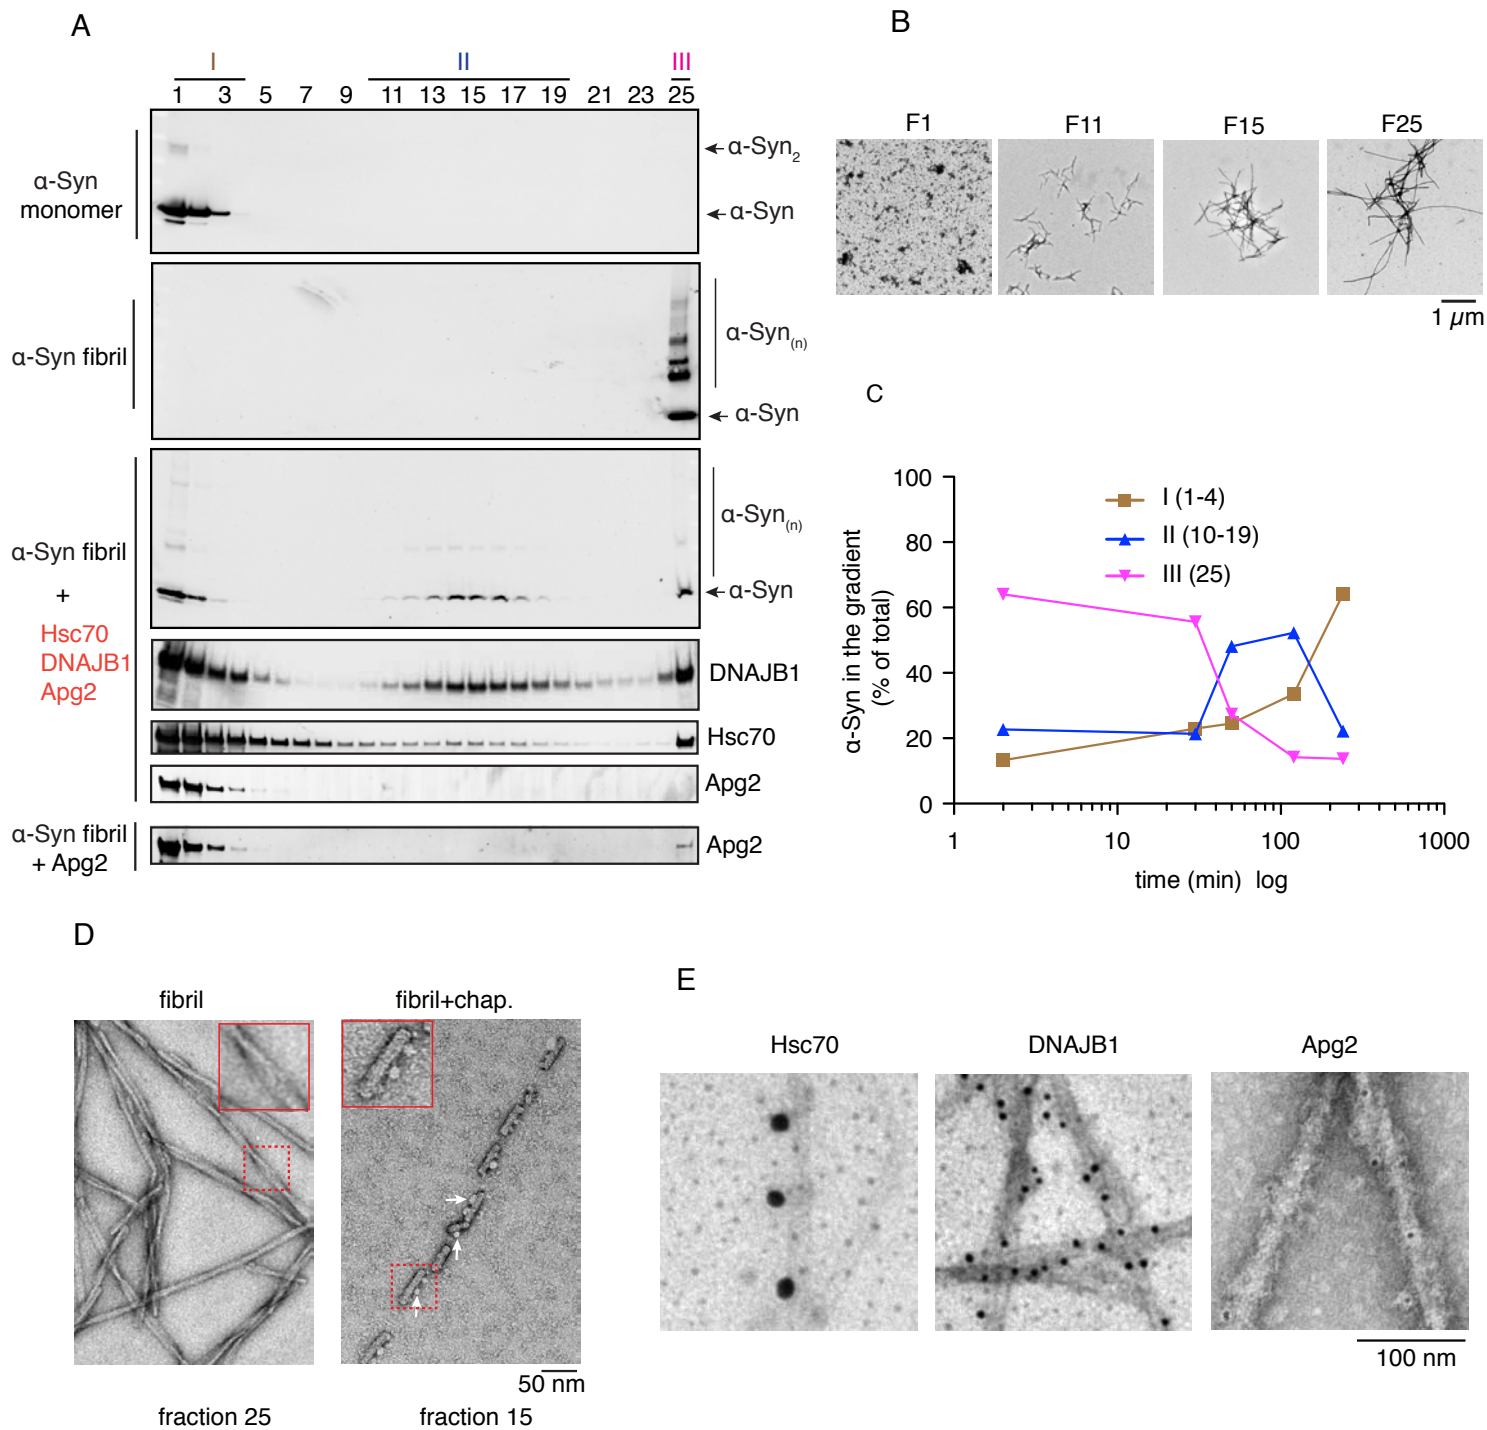 A
I II III
1 3 5 7 9 11 13 15 17 19 21 23 25
α-Syn
monomer
α-Syn2
α-Syn
α-Syn fibril
α-Syn(n)
α-Syn
α-Syn fibril
+
Hsc70
DNAJB1
Apg2
α-Syn(n)
α-Syn
DNAJB1
Hsc70
Apg2
α-Syn fibril
+ Apg2
Apg2
B
F1 F11 F15 F25
1 µm
C
α-Syn in the gradient
(% of total)
100
80
60
40
20
0
I (1-4)
II (10-19)
III (25)
1 10 100 1000
time (min) log
D
fibril fibril+chap.
50 nm
fraction 25 fraction 15
E
Hsc70 DNAJB1 Apg2
100 nm